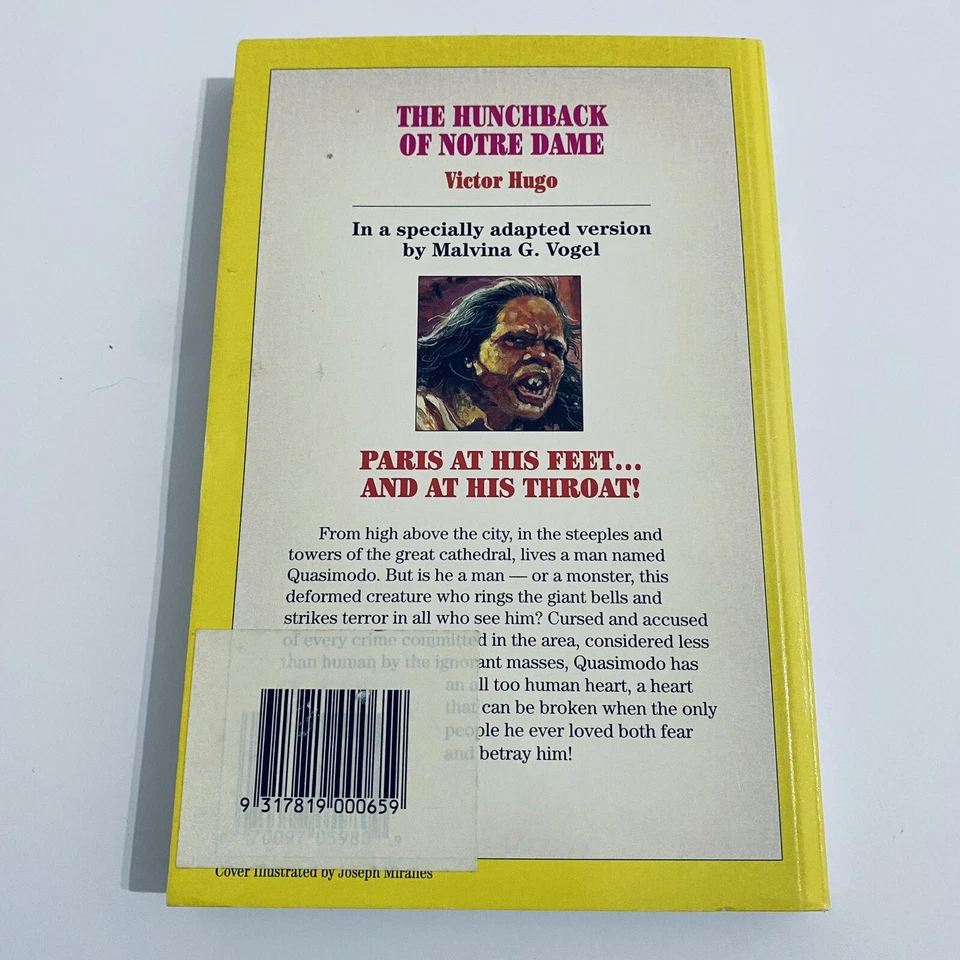 THE HUNCHBACK
OF NOTRE DAME
Victor Hugo
In a specially adapted version
by Malvina G. Vogel
PARIS AT HIS FEET...
AND AT HIS THROAT!
From high above the city, in the steeples and
towers of the great cathedral, lives a man named
Quasimodo. But is he a man — or a monster, this
deformed creature who rings the giant bells and
strikes terror in all who see him? Cursed and accused
of every crime committed in the area, considered less
than human by the ignorant masses, Quasimodo has
an all too human heart, a heart
that can be broken when the only
people he ever loved both fear
and betray him!
9 317819 000659
70097 05980 9
Cover Illustrated by Joseph Miralles